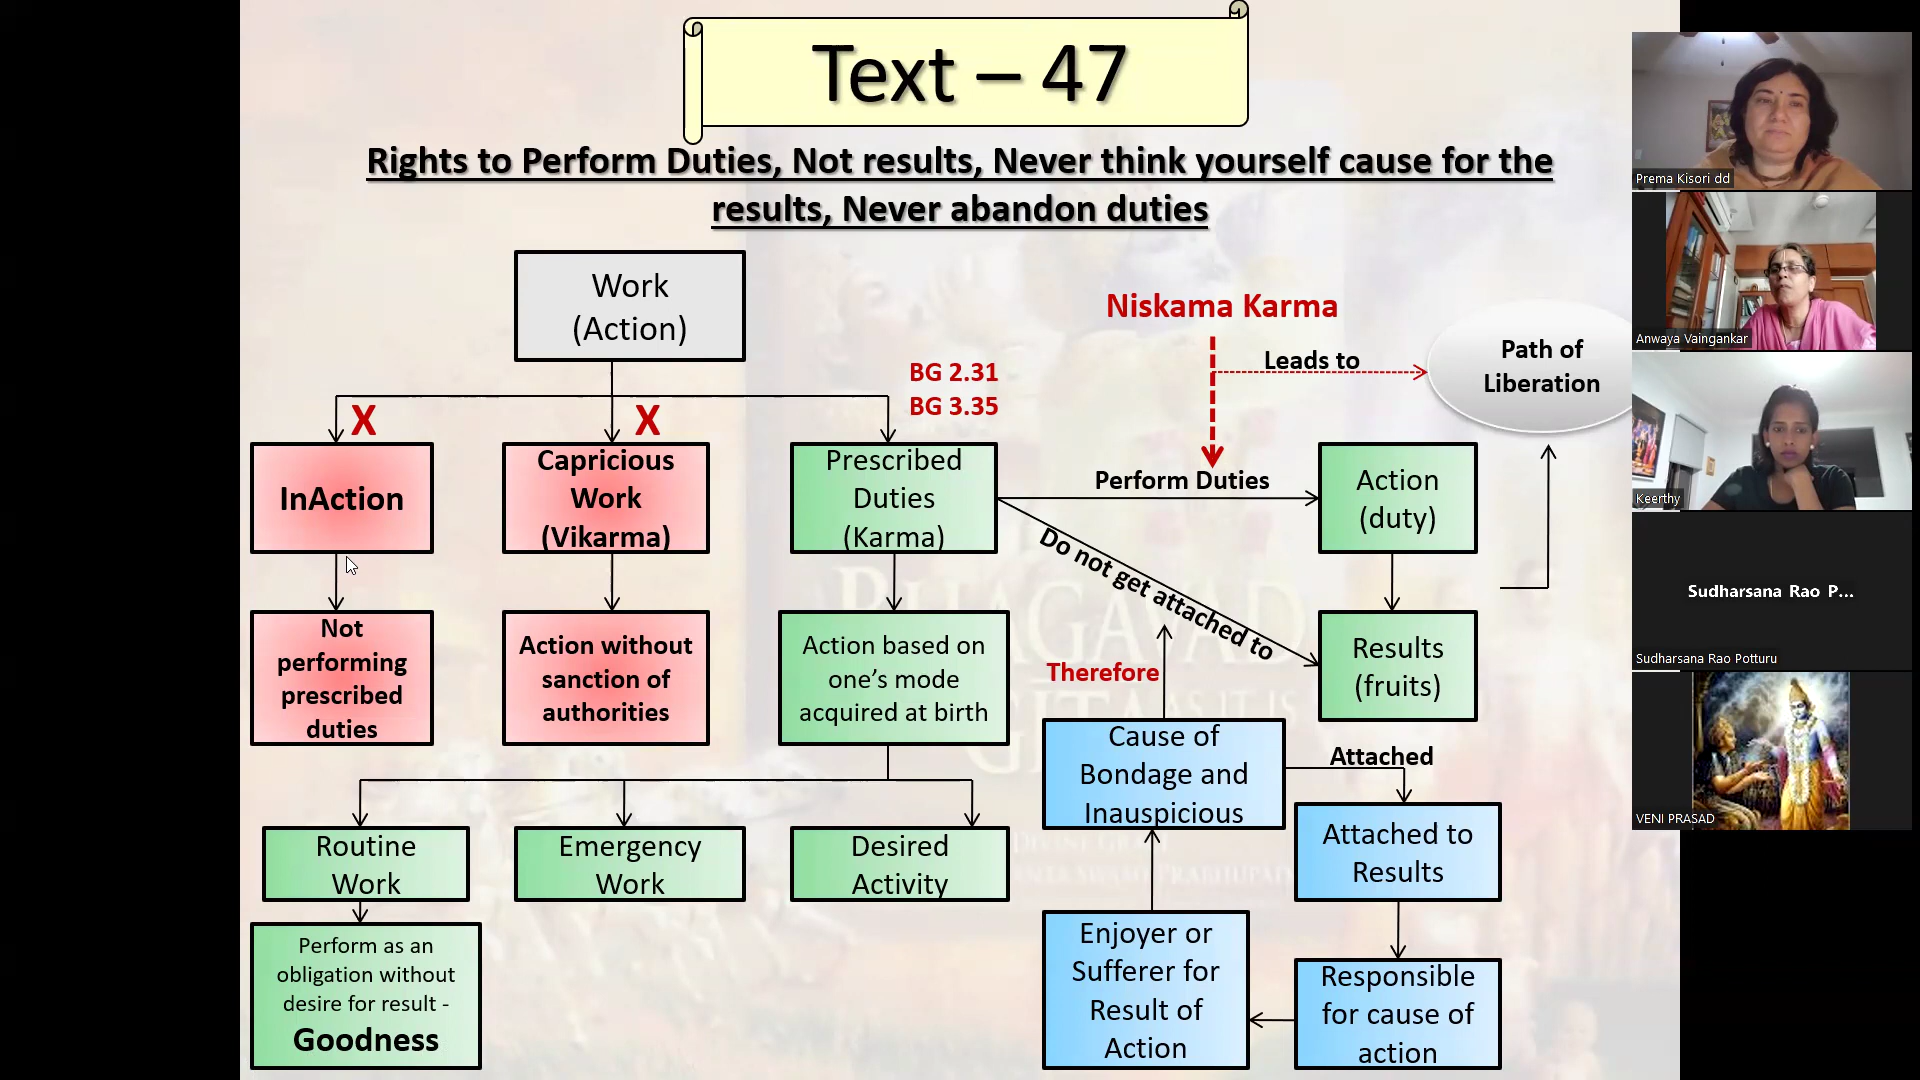 Text – 47
Rights to Perform Duties, Not results, Never think yourself cause for the
results, Never abandon duties
Work
(Action)
Niskama Karma
Leads to
Path of
Liberation
BG 2.31
BG 3.35
X
X
InAction
Capricious
Work
(Vikarma)
Prescribed
Duties
(Karma)
Perform Duties
Action
(duty)
Do not get attached to
Not
performing
prescribed
duties
Action without
sanction of
authorities
Action based on
one's mode
acquired at birth
Therefore
Results
(fruits)
Cause of
Bondage and
Inauspicious
Attached
Attached to
Results
Routine
Work
Emergency
Work
Desired
Activity
Perform as an
obligation without
desire for result -
Goodness
Enjoyer or
Sufferer for
Result of
Action
Responsible
for cause of
action
BHAGAVAD
GITA AS IT IS
Prema Kisori dd
Anwaya Vaingankar
Keerthy
Sudharsana Rao P...
Sudharsana Rao Potturu
VENI PRASAD